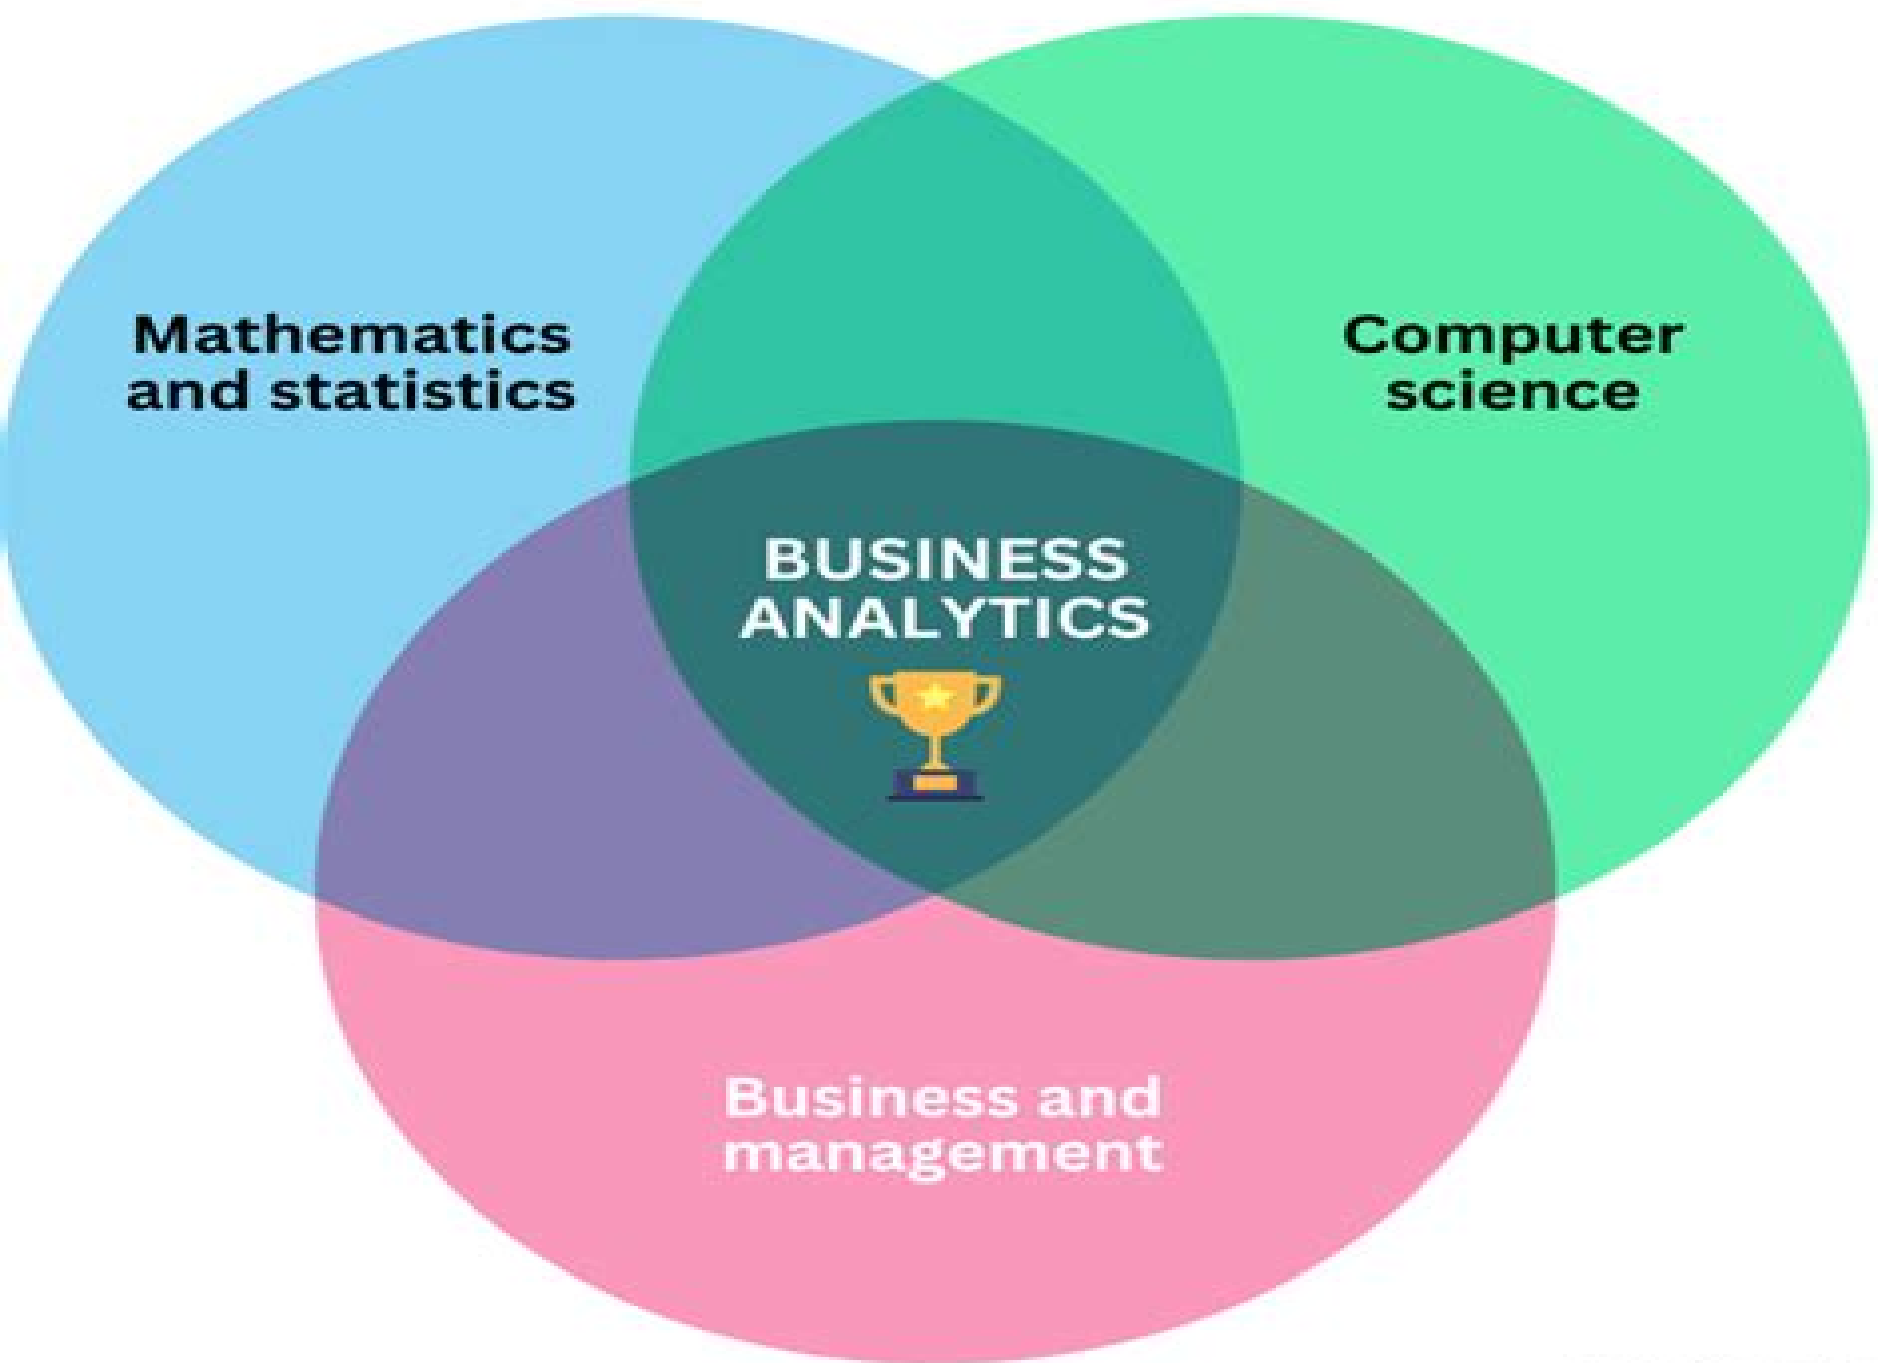 Mathematics
and statistics
Computer
science
BUSINESS
ANALYTICS
Business and
management